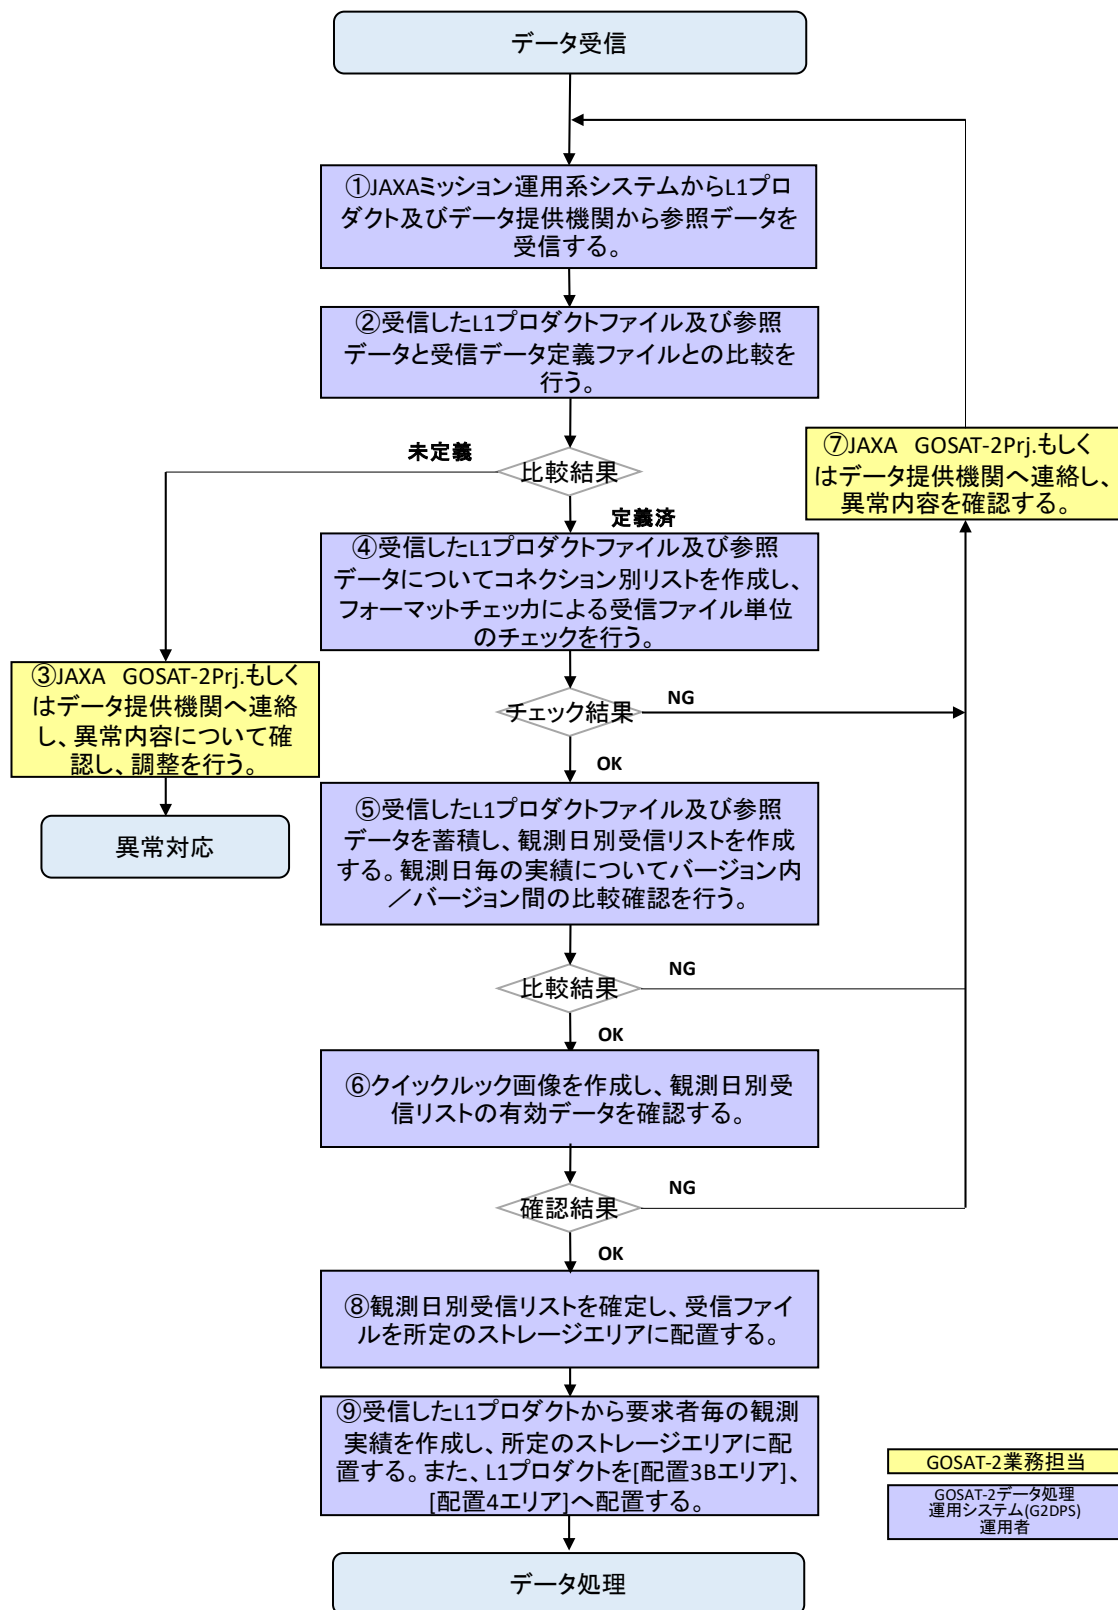 データ受信
①JAXAミッション運用系システムからL1プロ
ダクト及びデータ提供機関から参照データを
受信する。
②受信したL1プロダクトファイル及び参照
データと受信データ定義ファイルとの比較を
行う。
未定義
比較結果
定義済
⑦JAXA GOSAT-2Prj.もしく
はデータ提供機関へ連絡し、
異常内容を確認する。
④受信したL1プロダクトファイル及び参照
データについてコネクション別リストを作成し、
フォーマットチェッカによる受信ファイル単位
のチェックを行う。
③JAXA GOSAT-2Prj.もしく
はデータ提供機関へ連絡
し、異常内容について確
認し、調整を行う。
チェック結果
NG
OK
異常対応
⑤受信したL1プロダクトファイル及び参照
データを蓄積し、観測日別受信リストを作成
する。観測日毎の実績についてバージョン内
／バージョン間の比較確認を行う。
比較結果
NG
OK
⑥クイックルック画像を作成し、観測日別受
信リストの有効データを確認する。
確認結果
NG
OK
⑧観測日別受信リストを確定し、受信ファイ
ルを所定のストレージエリアに配置する。
⑨受信したL1プロダクトから要求者毎の観測
実績を作成し、所定のストレージエリアに配
置する。また、L1プロダクトを[配置3Bエリア]、
[配置4エリア]へ配置する。
GOSAT-2業務担当
GOSAT-2データ処理
運用システム(G2DPS)
運用者
データ処理